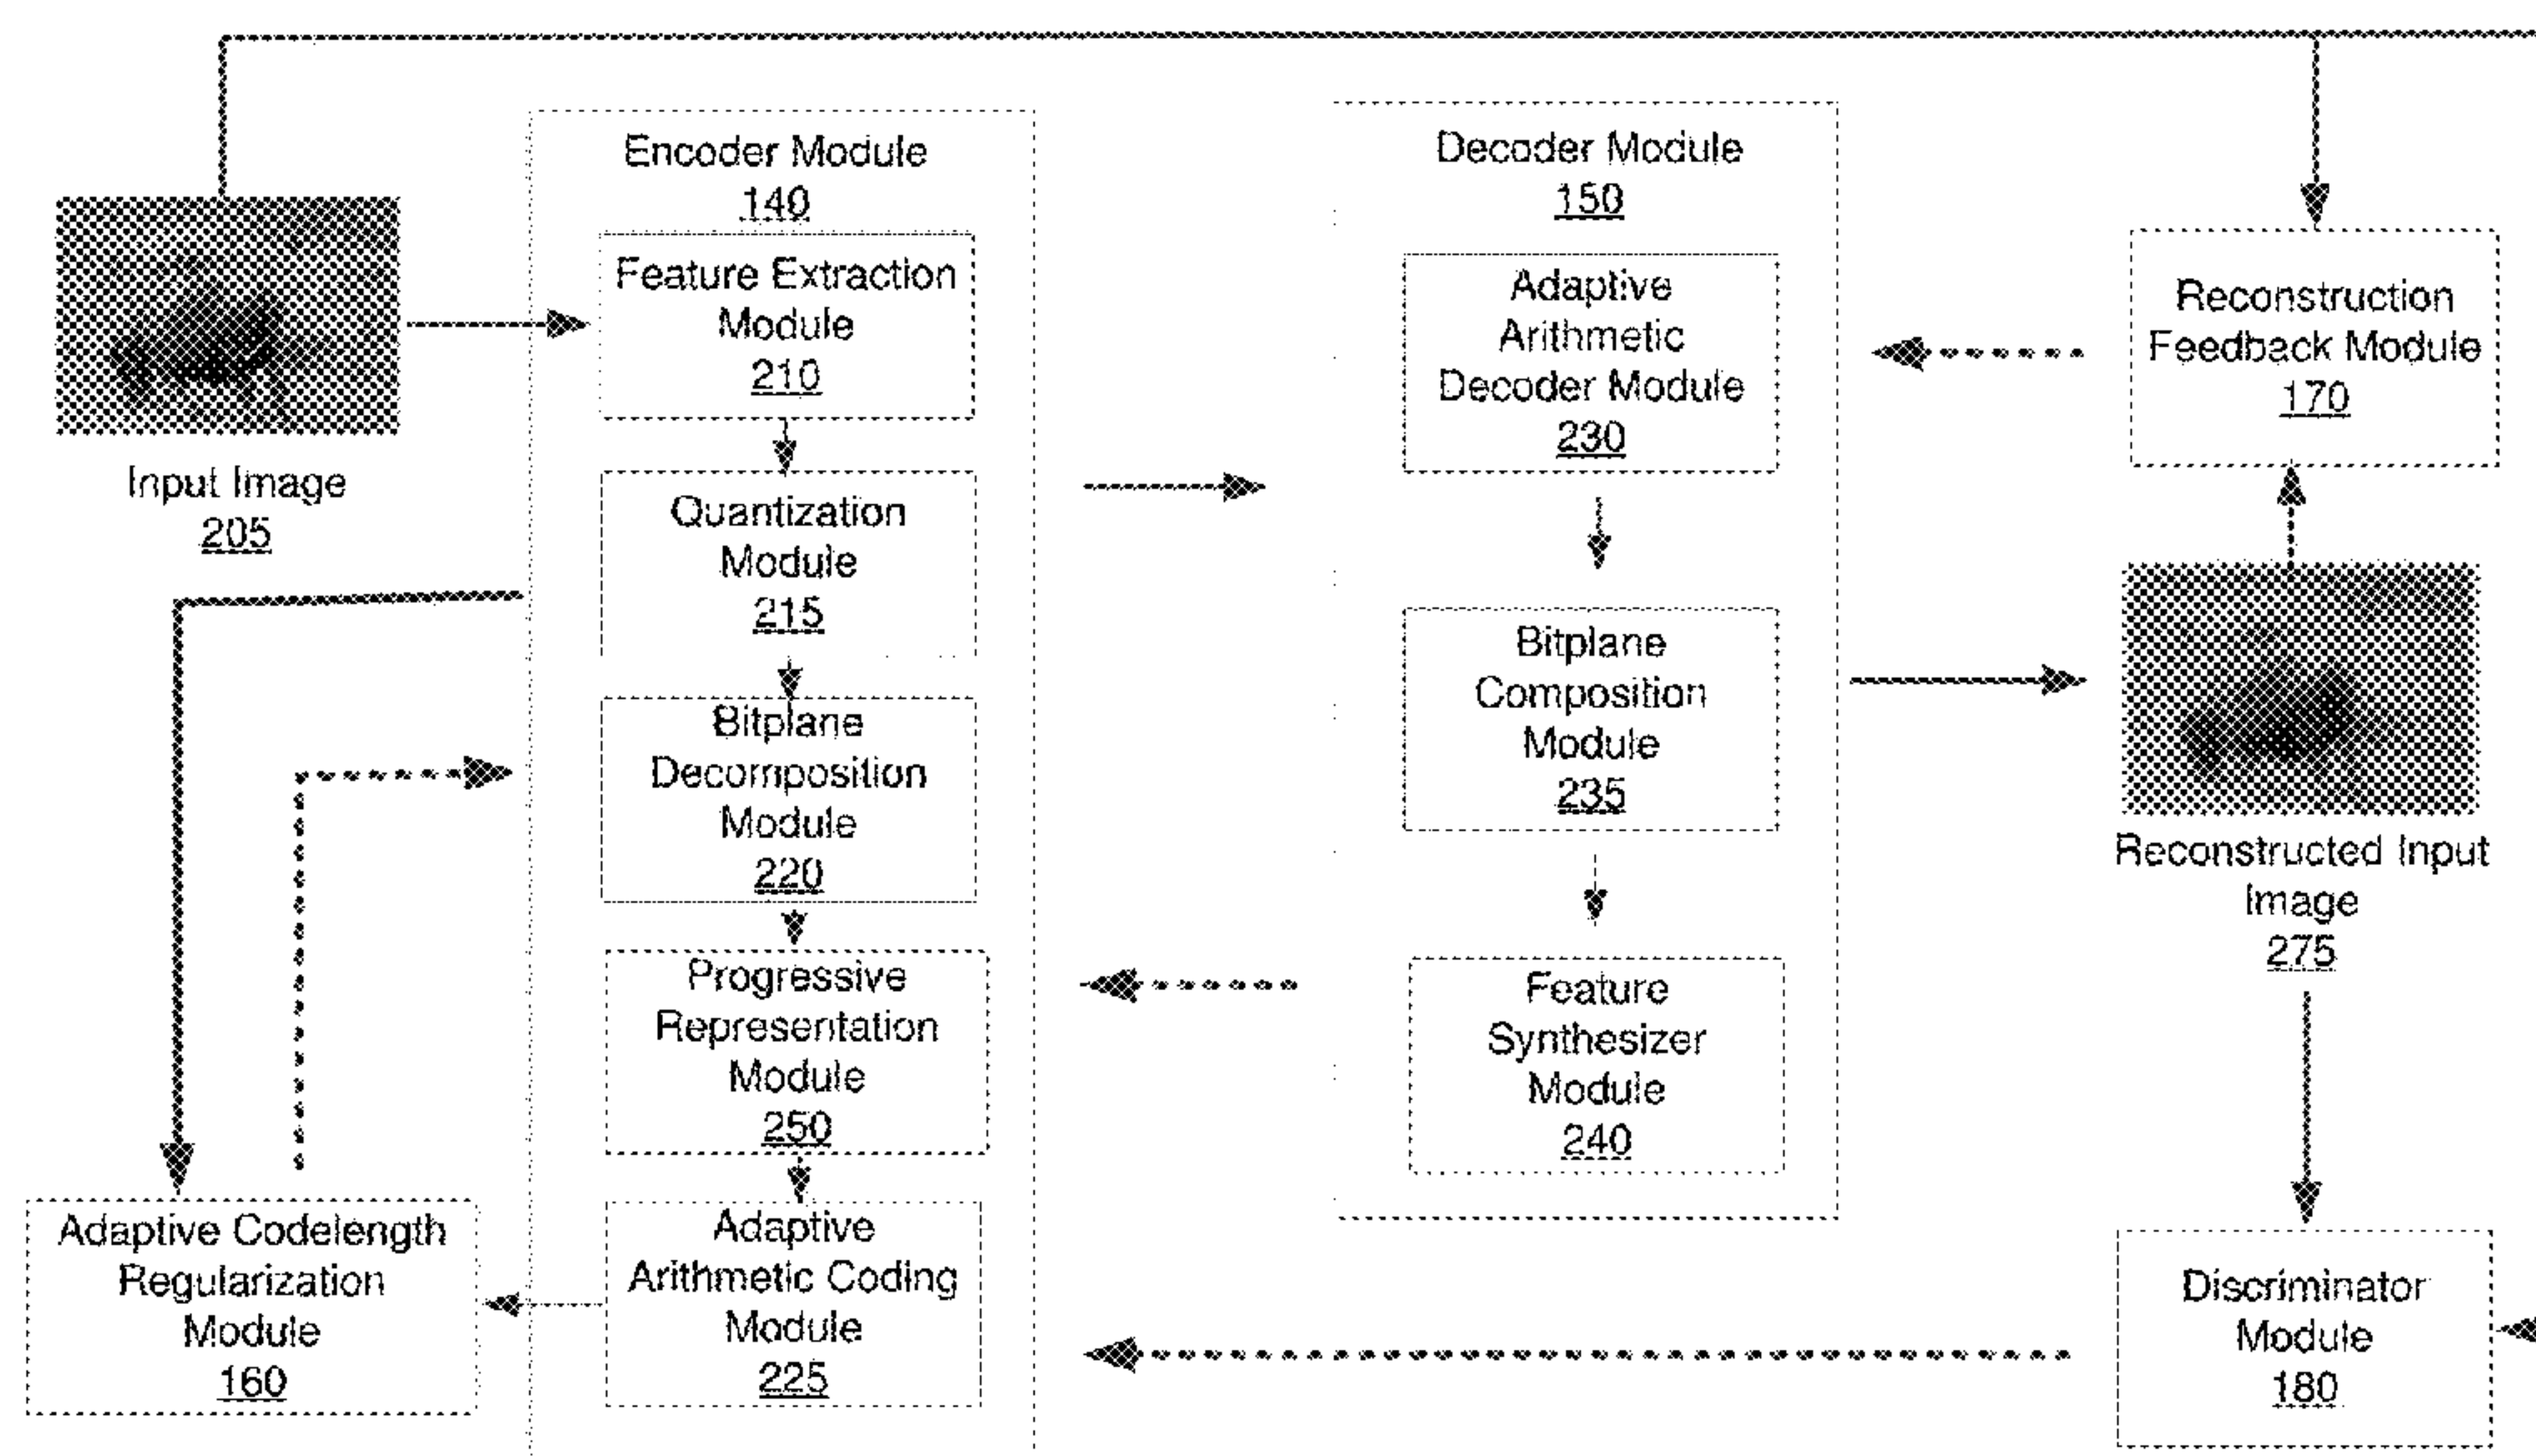 Input Image
205
Encoder Module
140
Feature Extraction
Module
210
Quantization
Module
215
Bitplane
Decomposition
Module
220
Progressive
Representation
Module
250
Adaptive
Arithmetic Coding
Module
225
Adaptive Codelength
Regularization
Module
160
Decoder Module
150
Adaptive
Arithmetic
Decoder Module
230
Bitplane
Composition
Module
235
Feature
Synthesizer
Module
240
Reconstruction
Feedback Module
170
Reconstructed Input
Image
275
Discriminator
Module
180